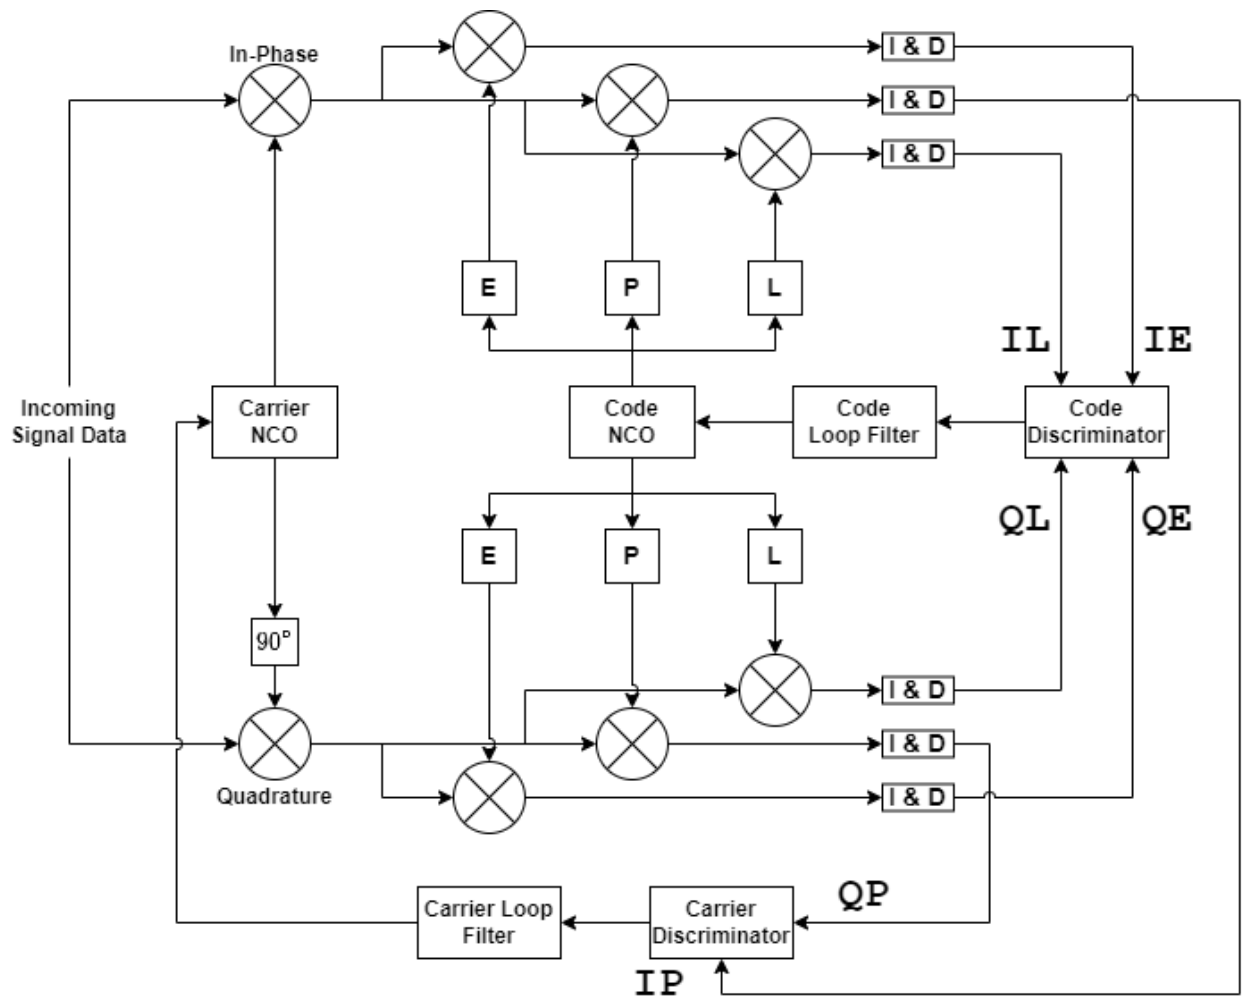 In-Phase
I & D
I & D
I & D
E
P
L
IL
IE
Incoming
Signal Data
Carrier
NCO
Code
NCO
Code
Loop Filter
Code
Discriminator
QL
QE
E
P
L
90°
I & D
I & D
I & D
Quadrature
Carrier Loop
Filter
Carrier
Discriminator
QP
IP